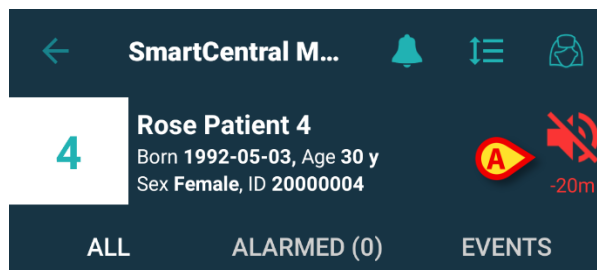 SmartCentral M...
4
Rose Patient 4
Born 1992-05-03, Age 30 y
Sex Female, ID 20000004
A
-20m
ALL ALARMED (0) EVENTS